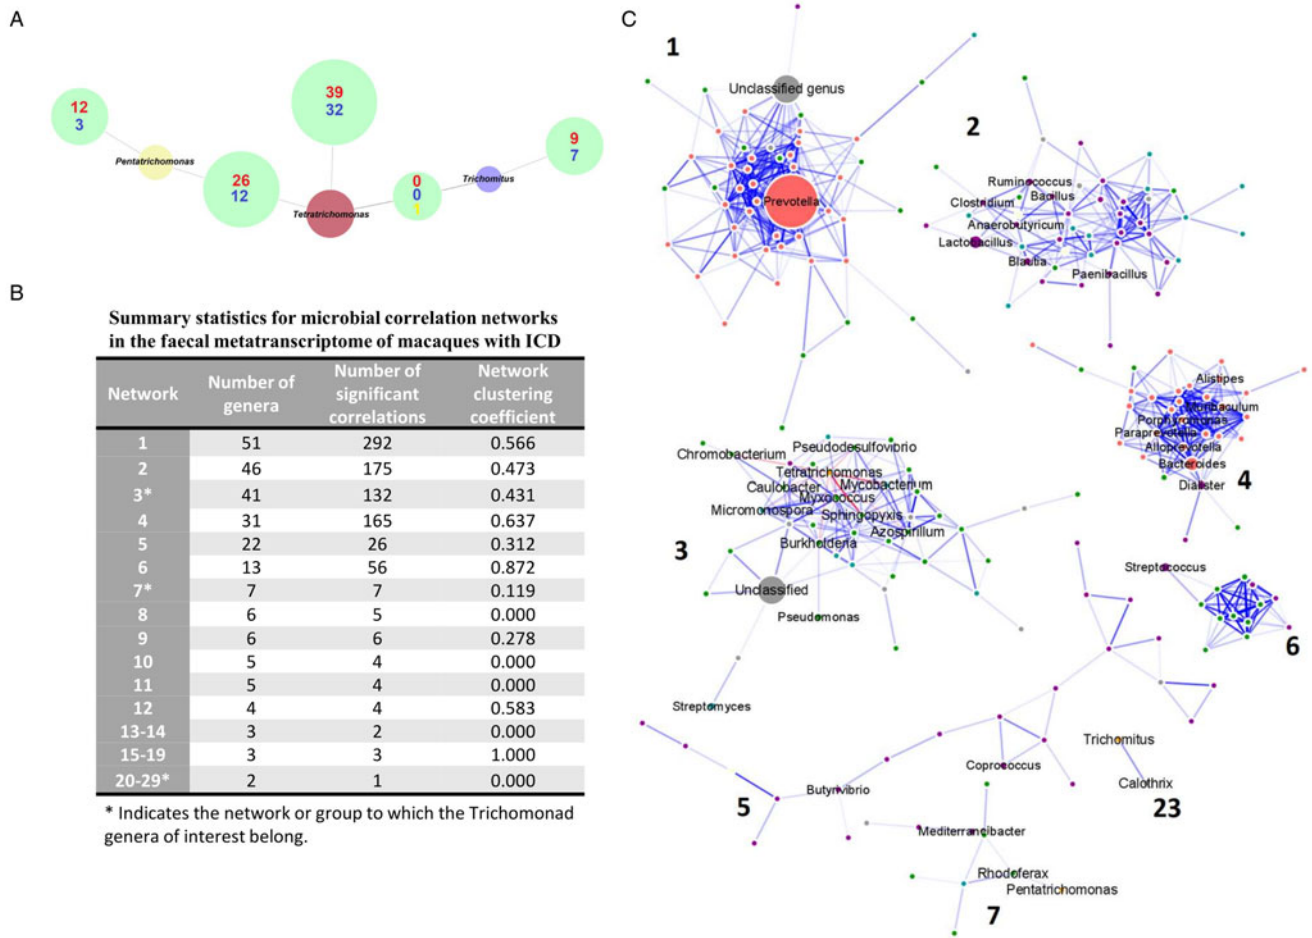 A
12
3
Pentatrichomonas
26
12
39
32
Tetratrichomonas
0
0
1
Trichomitus
9
7
B
Summary statistics for microbial correlation networks
in the faecal metatranscriptome of macaques with ICD
Network Number of genera Number of significant correlations Network clustering coefficient
1 51 292 0.566
2 46 175 0.473
3* 41 132 0.431
4 31 165 0.637
5 22 26 0.312
6 13 56 0.872
7* 7 7 0.119
8 6 5 0.000
9 6 6 0.278
10 5 4 0.000
11 5 4 0.000
12 4 4 0.583
13-14 3 2 0.000
15-19 3 3 1.000
20-29* 2 1 0.000
* Indicates the network or group to which the Trichomonad
genera of interest belong.
C
1
Unclassified genus
Prevotella
2
Ruminococcus
Bacillus
Clostridium
Anaerobutyricum
Lactobacillus
Blautia
Paenibacillus
Alistipes
Muribaculum
Porphyromonas
Paraprevotella
Alloprevotella
Bacteroides
Dialister
4
Pseudodesulfovibrio
Chromobacterium
Tetratrichomonas
Caulobacter
Mycobacterium
Myxococcus
Micromonospora
Sphingopyxis
Azospirillum
Burkholderia
3
Unclassified
Pseudomonas
Streptomyces
Streptococcus
6
Trichomitus
Calothrix
23
Coprococcus
Butyrivibrio
5
Mediterraneibacter
Rhodoferax
Pentatrichomonas
7